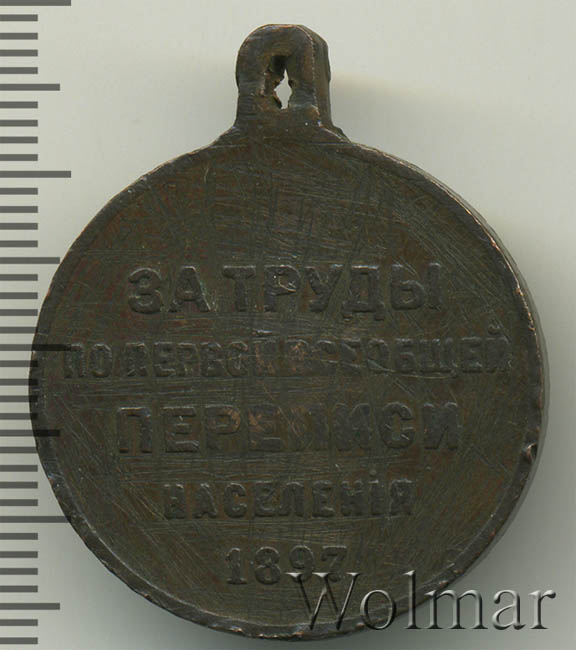 ЗА ТРУДЫ
ПО ПЕРВОЙ ВСЕОБЩЕЙ
ПЕРЕПИСИ
НАСЕЛЕНІЯ
1897
Wolmar